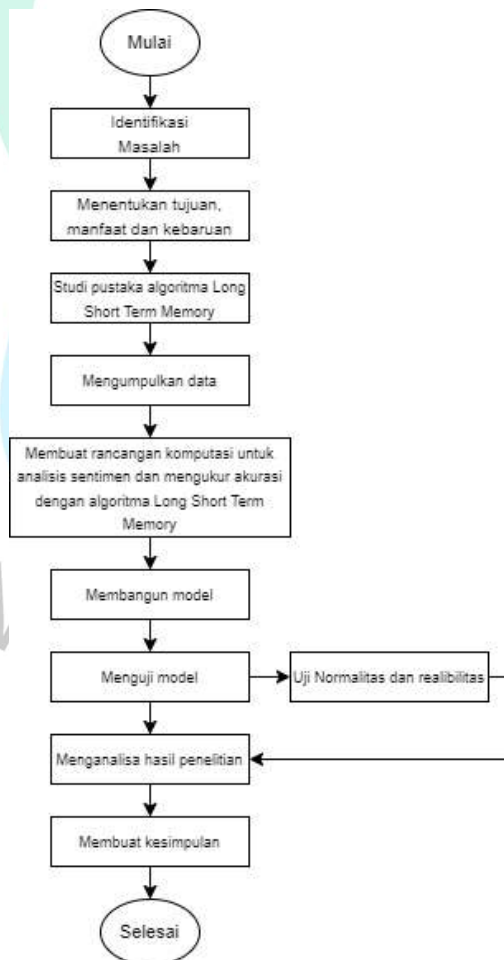 Mulai
Identifikasi
Masalah
Menentukan tujuan,
manfaat dan kebaruan
Studi pustaka algoritma Long
Short Term Memory
Mengumpulkan data
Membuat rancangan komputasi untuk
analisis sentimen dan mengukur akurasi
dengan algoritma Long Short Term
Memory
Membangun model
Menguji model
Uji Normalitas dan realibilitas
Menganalisa hasil penelitian
Membuat kesimpulan
Selesai